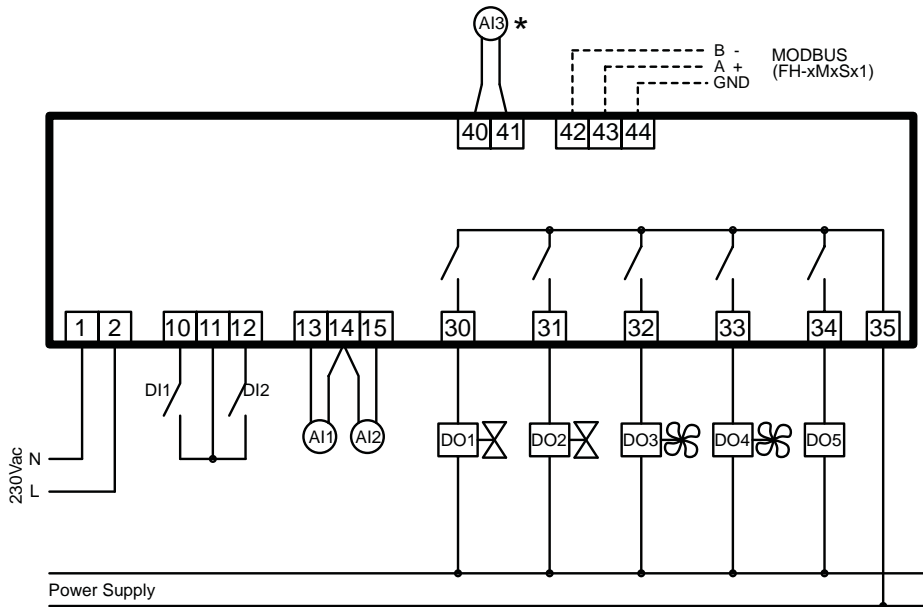 AI3 *
B -
A +
GND
MODBUS
(FH-xMxSx1)
40 41 42 43 44
1 2 10 11 12 13 14 15 30 31 32 33 34 35
DI1 DI2
AI1 AI2
DO1 DO2 DO3 DO4 DO5
230Vac
N
L
Power Supply